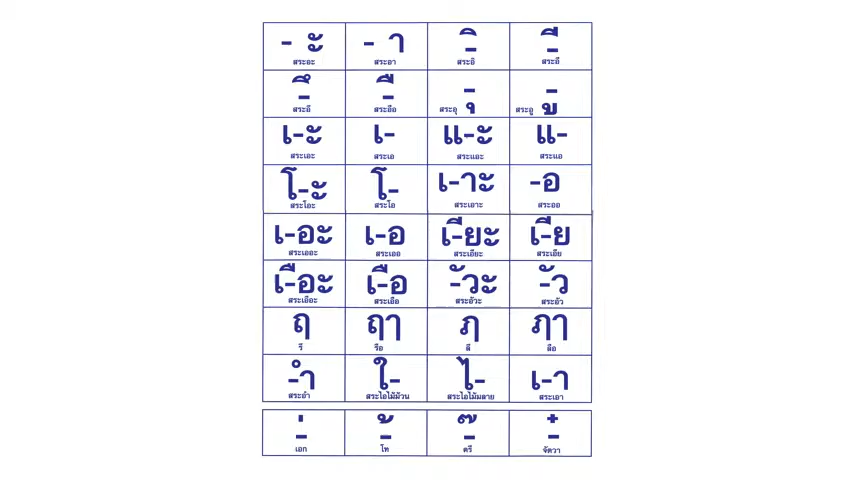 -ะ -า -ิ -ี
สระอะ สระอา สระอิ สระอี
-ึ -ื -ุ -ู
สระอึ สระอือ สระอุ สระอู
เ-ะ เ- แ-ะ แ-
สระเอะ สระเอ สระแอะ สระแอ
โ-ะ โ- เ-าะ -อ
สระโอะ สระโอ สระเอาะ สระออ
เ-อะ เ-อ เ-ียะ เ-ีย
สระเออะ สระเออ สระเอียะ สระเอีย
เ-ือะ เ-ือ -ัวะ -ัว
สระเอือะ สระเอือ สระอัวะ สระอัว
ฤ ฤๅ ฦ ฦๅ
รึ รือ ลึ ลือ
-ำ ใ- ไ- เ-า
สระอำ สระไอไม้ม้วน สระไอไม้มลาย สระเอา
-่ -้ -๊ -๋
เอก โท ตรี จัตวา